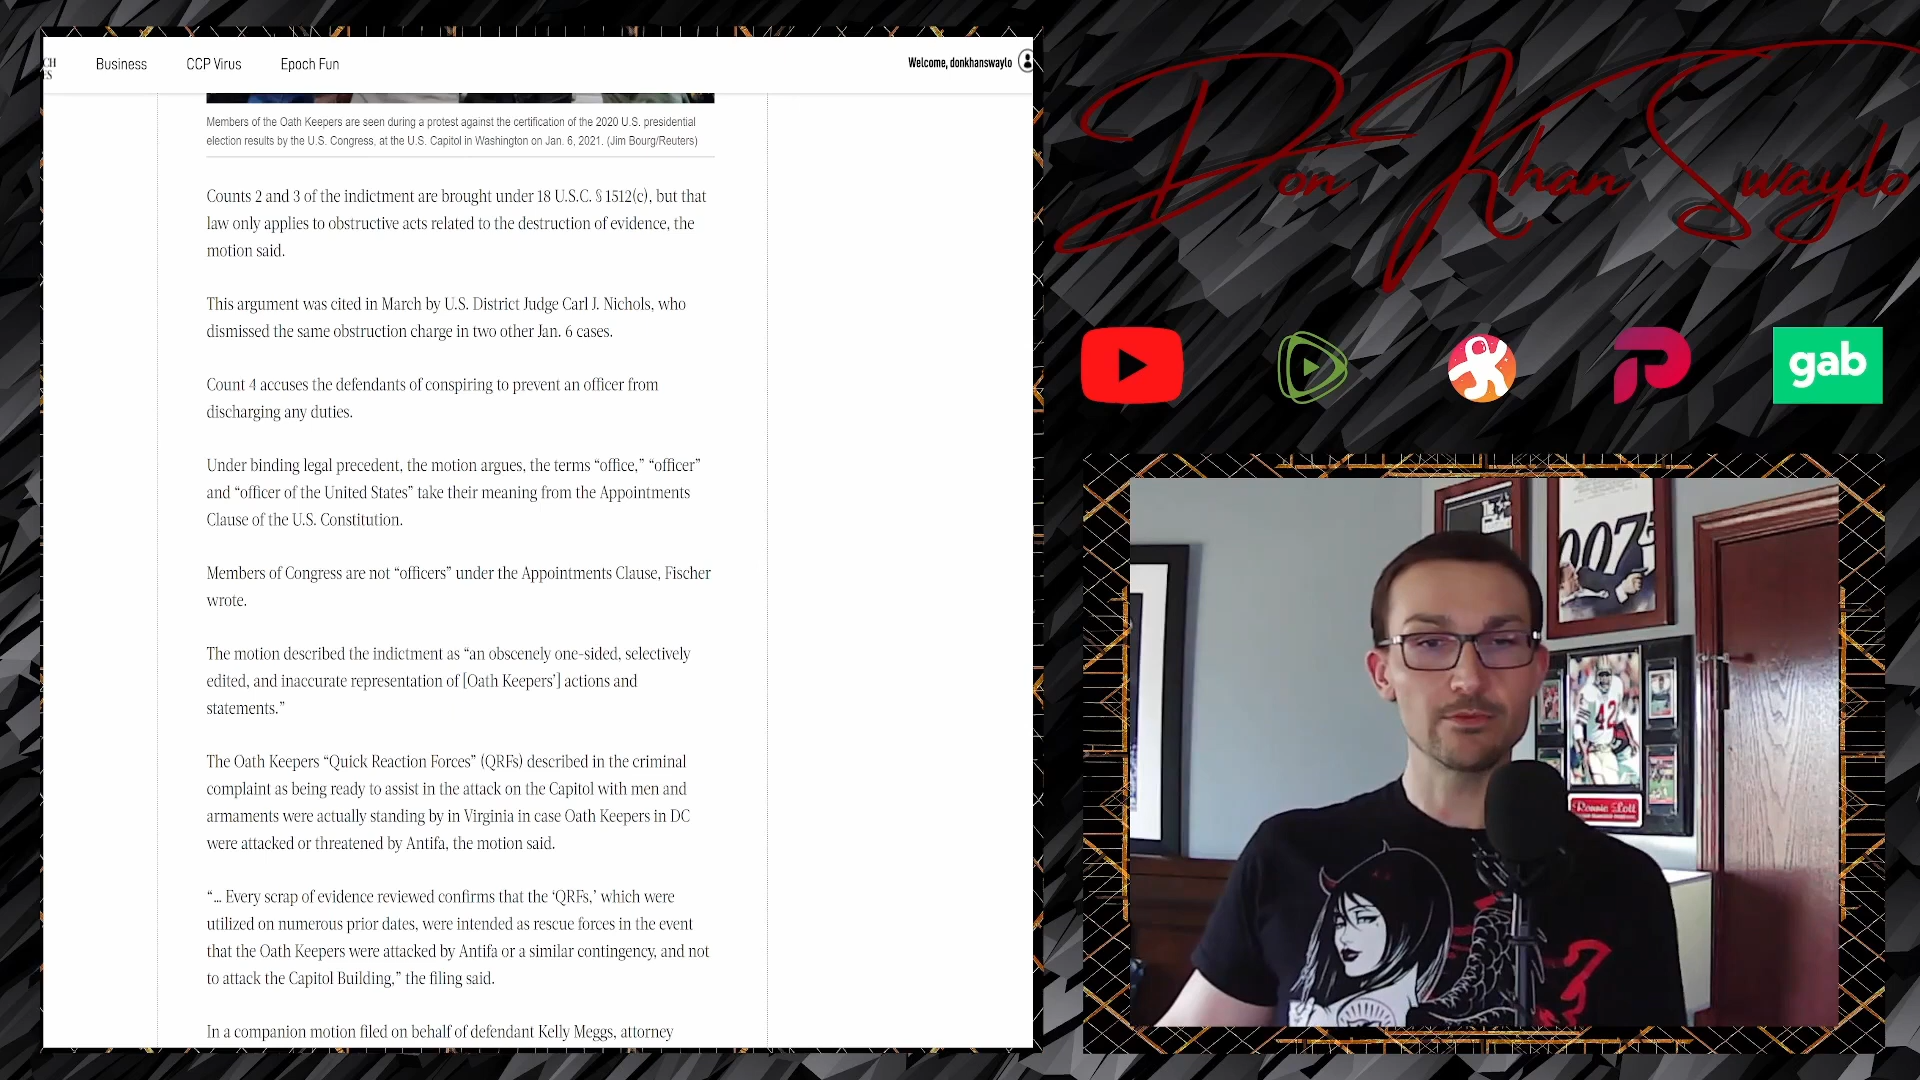 CH
ES
Business
CCP Virus
Epoch Fun
Welcome, donkhanswaylo
Members of the Oath Keepers are seen during a protest against the certification of the 2020 U.S. presidential
election results by the U.S. Congress, at the U.S. Capitol in Washington on Jan. 6, 2021. (Jim Bourg/Reuters)
Counts 2 and 3 of the indictment are brought under 18 U.S.C. § 1512(c), but that
law only applies to obstructive acts related to the destruction of evidence, the
motion said.
This argument was cited in March by U.S. District Judge Carl J. Nichols, who
dismissed the same obstruction charge in two other Jan. 6 cases.
Count 4 accuses the defendants of conspiring to prevent an officer from
discharging any duties.
Under binding legal precedent, the motion argues, the terms “office,” “officer”
and “officer of the United States” take their meaning from the Appointments
Clause of the U.S. Constitution.
Members of Congress are not “officers” under the Appointments Clause, Fischer
wrote.
The motion described the indictment as “an obscenely one-sided, selectively
edited, and inaccurate representation of [Oath Keepers’] actions and
statements.”
The Oath Keepers “Quick Reaction Forces” (QRFs) described in the criminal
complaint as being ready to assist in the attack on the Capitol with men and
armaments were actually standing by in Virginia in case Oath Keepers in DC
were attacked or threatened by Antifa, the motion said.
“... Every scrap of evidence reviewed confirms that the ‘QRFs,’ which were
utilized on numerous prior dates, were intended as rescue forces in the event
that the Oath Keepers were attacked by Antifa or a similar contingency, and not
to attack the Capitol Building,” the filing said.
In a companion motion filed on behalf of defendant Kelly Meggs, attorney
Don Khan Swaylo
gab
007
42
Ronnie Lott